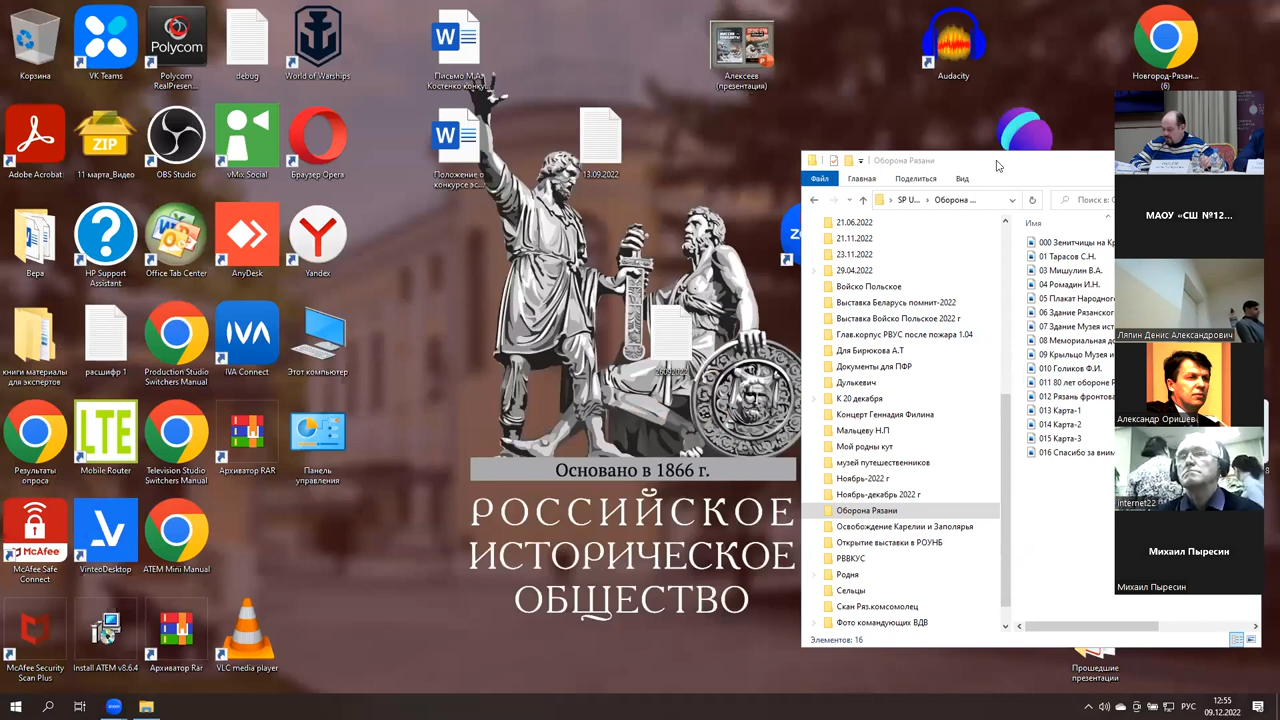 Корзина
VK Teams
Polycom
RealPresen...
debug
World of Warships
Письмо М.Аг
Костенко конку...
Алексеев
(презентация)
Audacity
Новгород-Рязан...
(6)
Adobe Acrobat
11 марта_Видео
OBS Studio
vMix Social
Браузер Opera
Положение о
конкурсе эс...
13.09.2022
Вера
HP Support
Assistant
Office Tab Center
AnyDesk
Yandex
книги материалы
для экспертов
расшифр 1
Production Studio
Switchers Manual
IVA Connect
Этот компьютер
26092022
Результаты
опроса
Mobile Router
Television Studio
Switchers Manual
Архиватор RAR
Панель
управления
McAfee Safe
Connect
VinteoDesktop
ATEM Mini Manual
McAfee Security
Scan Plus
Install ATEM v8.6.4
Архиватор Rar
VLC media player
Прошедшие
презентации
Основано в 1866 г.
РОССИЙСКОЕ
ИСТОРИЧЕСКОЕ
ОБЩЕСТВО
Оборона Рязани
Файл
Главная
Поделиться
Вид
SP U... › Оборона ...
Поиск в:
21.06.2022
21.11.2022
23.11.2022
29.04.2022
Войско Польское
Выставка Беларусь помнит-2022
Выставка Войско Польское 2022 г
Глав.корпус РВУС после пожара 1.04
Для Бирюкова А.Т
Документы для ПФР
Дулькевич
К 20 декабря
Концерт Геннадия Филина
Мальцеву Н.П
Мой родны кут
музей путешественников
Ноябрь-2022 г
Ноябрь-декабрь 2022 г
Оборона Рязани
Освобождение Карелии и Заполярья
Открытие выставки в РОУНБ
РВВКУС
Родня
Сельцы
Скан Ряз.комсомолец
Фото командующих ВДВ
Имя
000 Зенитчицы на Кр
01 Тарасов С.Н.
03 Мишулин В.А.
04 Ромадин И.Н.
05 Плакат Народног
06 Здание Рязанског
07 Здание Музея ист
08 Мемориальная до
09 Крыльцо Музея и
010 Голиков Ф.И.
011 80 лет обороне Р
012 Рязань фронтова
013 Карта-1
014 Карта-2
015 Карта-3
016 Спасибо за вним
Элементов: 16
МАОУ «СШ №12...
Ляпин Денис Александрович
Александр Оришев
internet22
Михаил Пыресин
Михаил Пыресин
zoom
РУС
12:55
09.12.2022